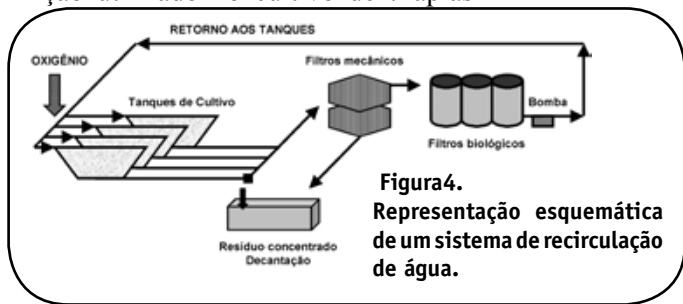 RETORNO AOS TANQUES
OXIGÊNIO
Filtros mecânicos
Tanques de Cultivo
Bomba
Filtros biológicos
Figura4.
Representação esquemática
de um sistema de recirculação
de água.
Resíduo concentrado
Decantação